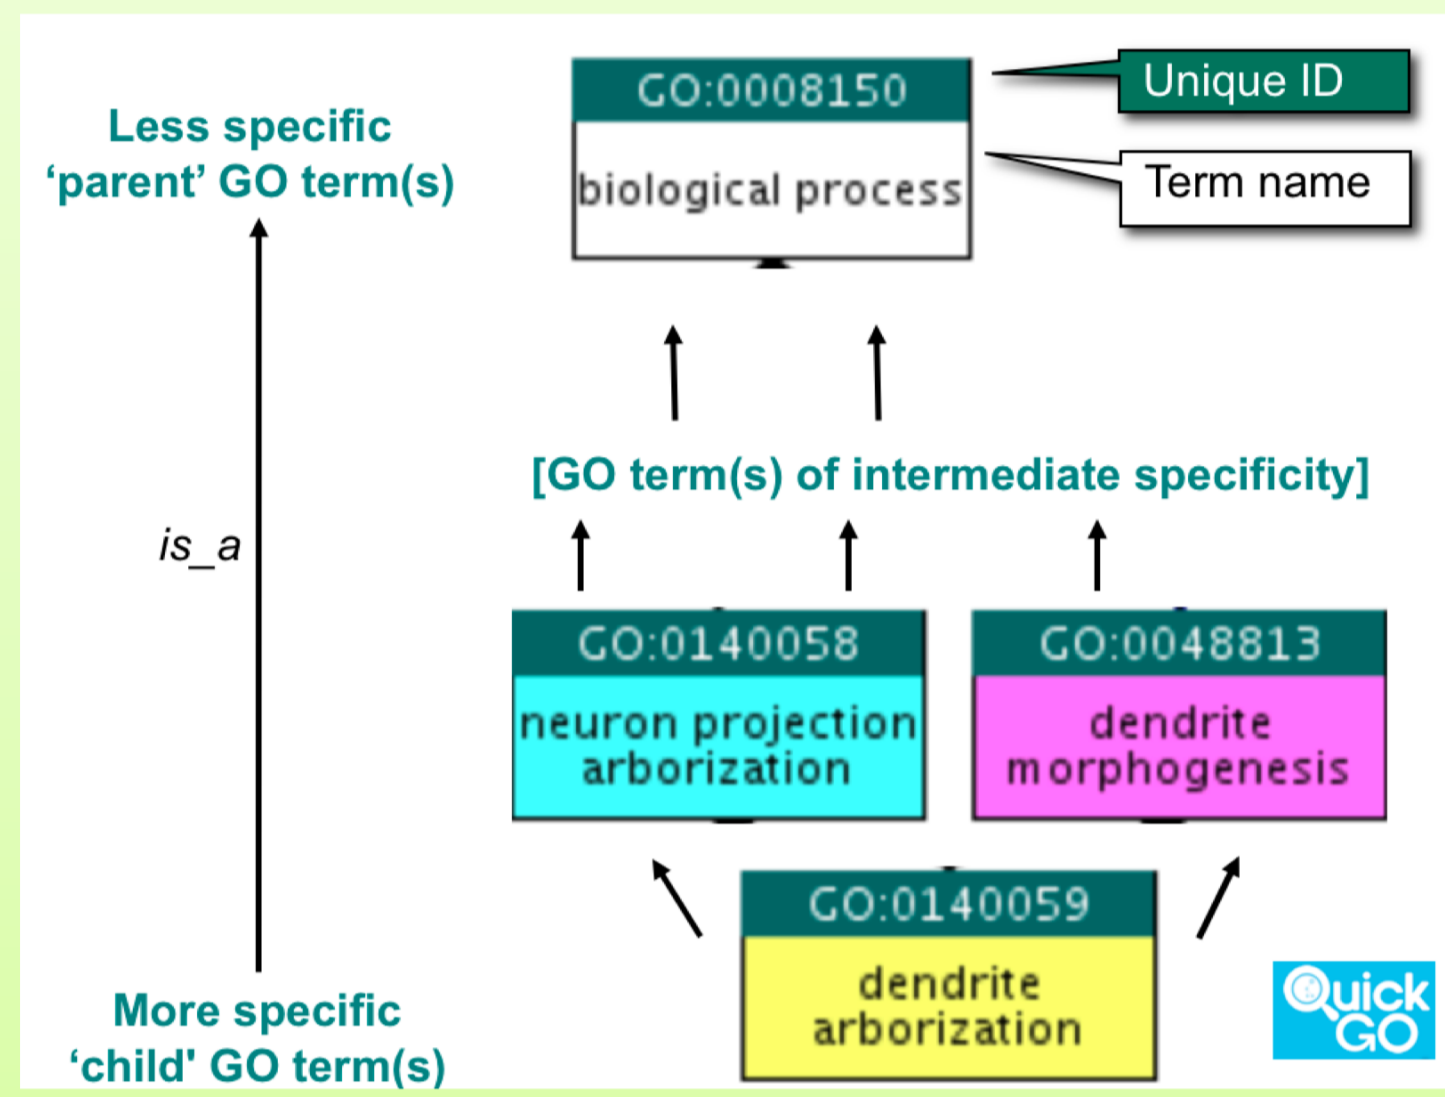 GO:0008150
biological process
Unique ID
Term name
Less specific
‘parent’ GO term(s)
[GO term(s) of intermediate specificity]
is_a
GO:0140058
neuron projection
arborization
GO:0048813
dendrite
morphogenesis
GO:0140059
dendrite
arborization
More specific
‘child' GO term(s)
Quick
GO